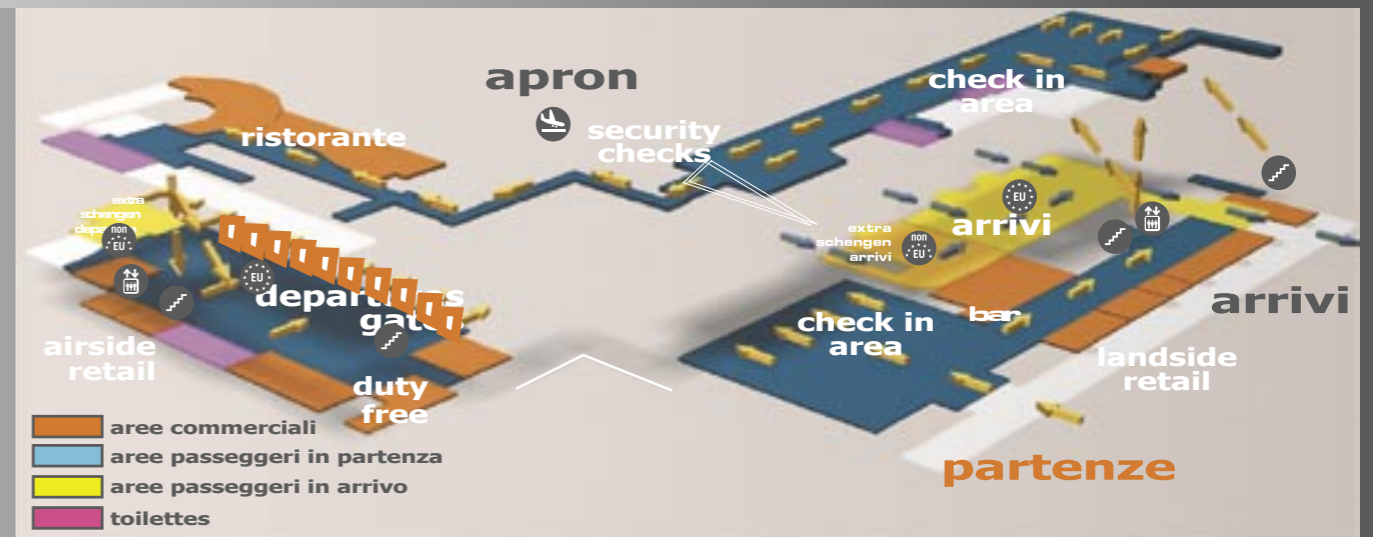 apron
check in
area
security
checks
ristorante
extra
schengen
non
EU
EU
departures
gate
airside
retail
duty
free
EU
arrivi
extra
schengen
arrivi
non
EU
check in
area
bar
arrivi
landside
retail
partenze
aree commerciali
aree passeggeri in partenza
aree passeggeri in arrivo
toilettes